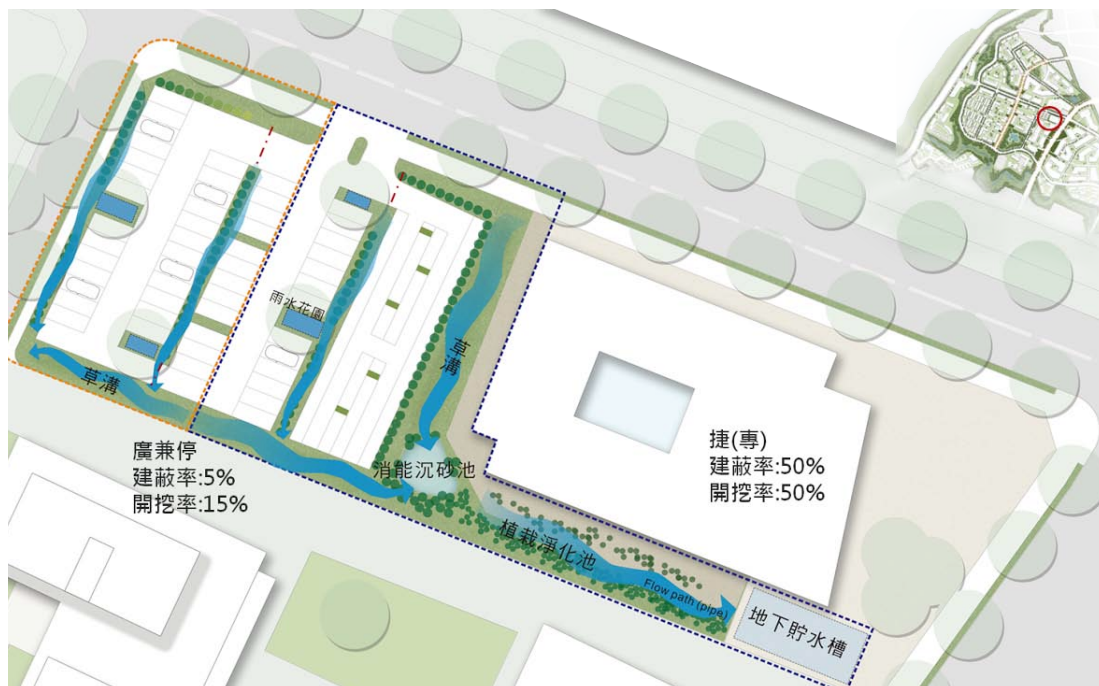 雨水花園
草溝
草溝
廣兼停
建蔽率:5%
開挖率:15%
消能沉砂池
捷(專)
建蔽率:50%
開挖率:50%
植栽淨化池
Flow path (pipe)
地下貯水槽